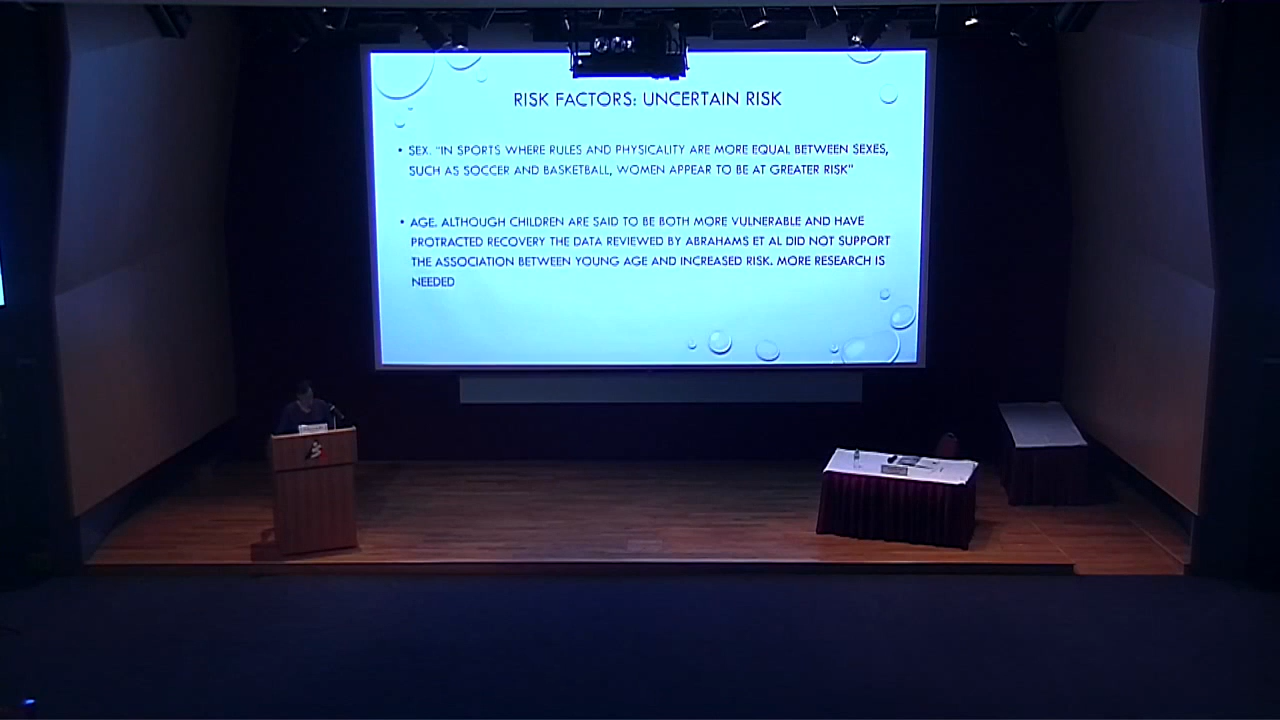 RISK FACTORS: UNCERTAIN RISK
• SEX. "IN SPORTS WHERE RULES AND PHYSICALITY ARE MORE EQUAL BETWEEN SEXES,
SUCH AS SOCCER AND BASKETBALL, WOMEN APPEAR TO BE AT GREATER RISK"
• AGE. ALTHOUGH CHILDREN ARE SAID TO BE BOTH MORE VULNERABLE AND HAVE
PROTRACTED RECOVERY THE DATA REVIEWED BY ABRAHAMS ET AL DID NOT SUPPORT
THE ASSOCIATION BETWEEN YOUNG AGE AND INCREASED RISK. MORE RESEARCH IS
NEEDED